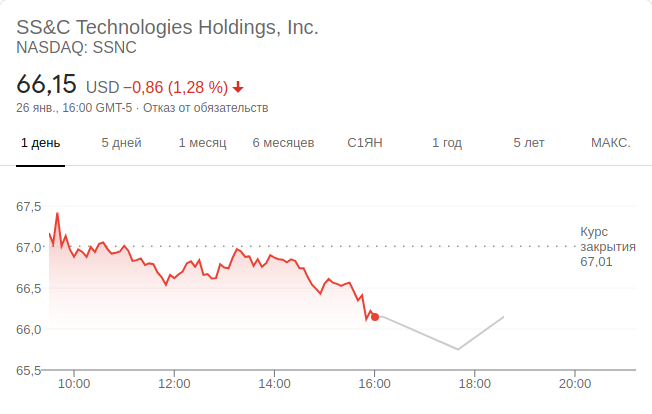 SS&C Technologies Holdings, Inc.
NASDAQ: SSNC
66,15 USD −0,86 (1,28 %)
26 янв., 16:00 GMT-5 · Отказ от обязательств
1 день 5 дней 1 месяц 6 месяцев С1ЯН 1 год 5 лет МАКС.
67,5
67,0
66,5
66,0
65,5
Курс
закрытия
67,01
10:00 12:00 14:00 16:00 18:00 20:00